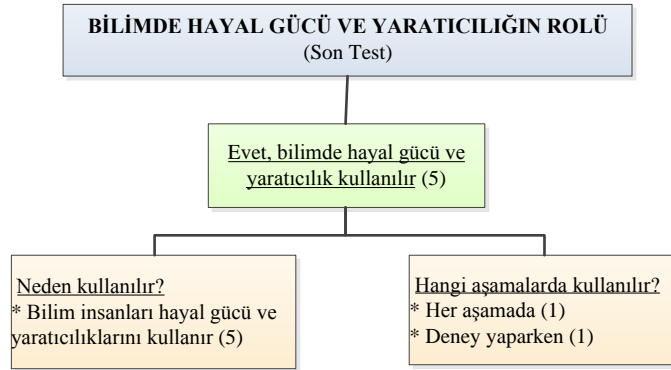 BİLİMDE HAYAL GÜCÜ VE YARATICILIĞIN ROLÜ
(Son Test)
Evet, bilimde hayal gücü ve
yaratıcılık kullanılır (5)
Neden kullanılır?
* Bilim insanları hayal gücü ve
yaratıcılıklarını kullanır (5)
Hangi aşamalarda kullanılır?
* Her aşamada (1)
* Deney yaparken (1)